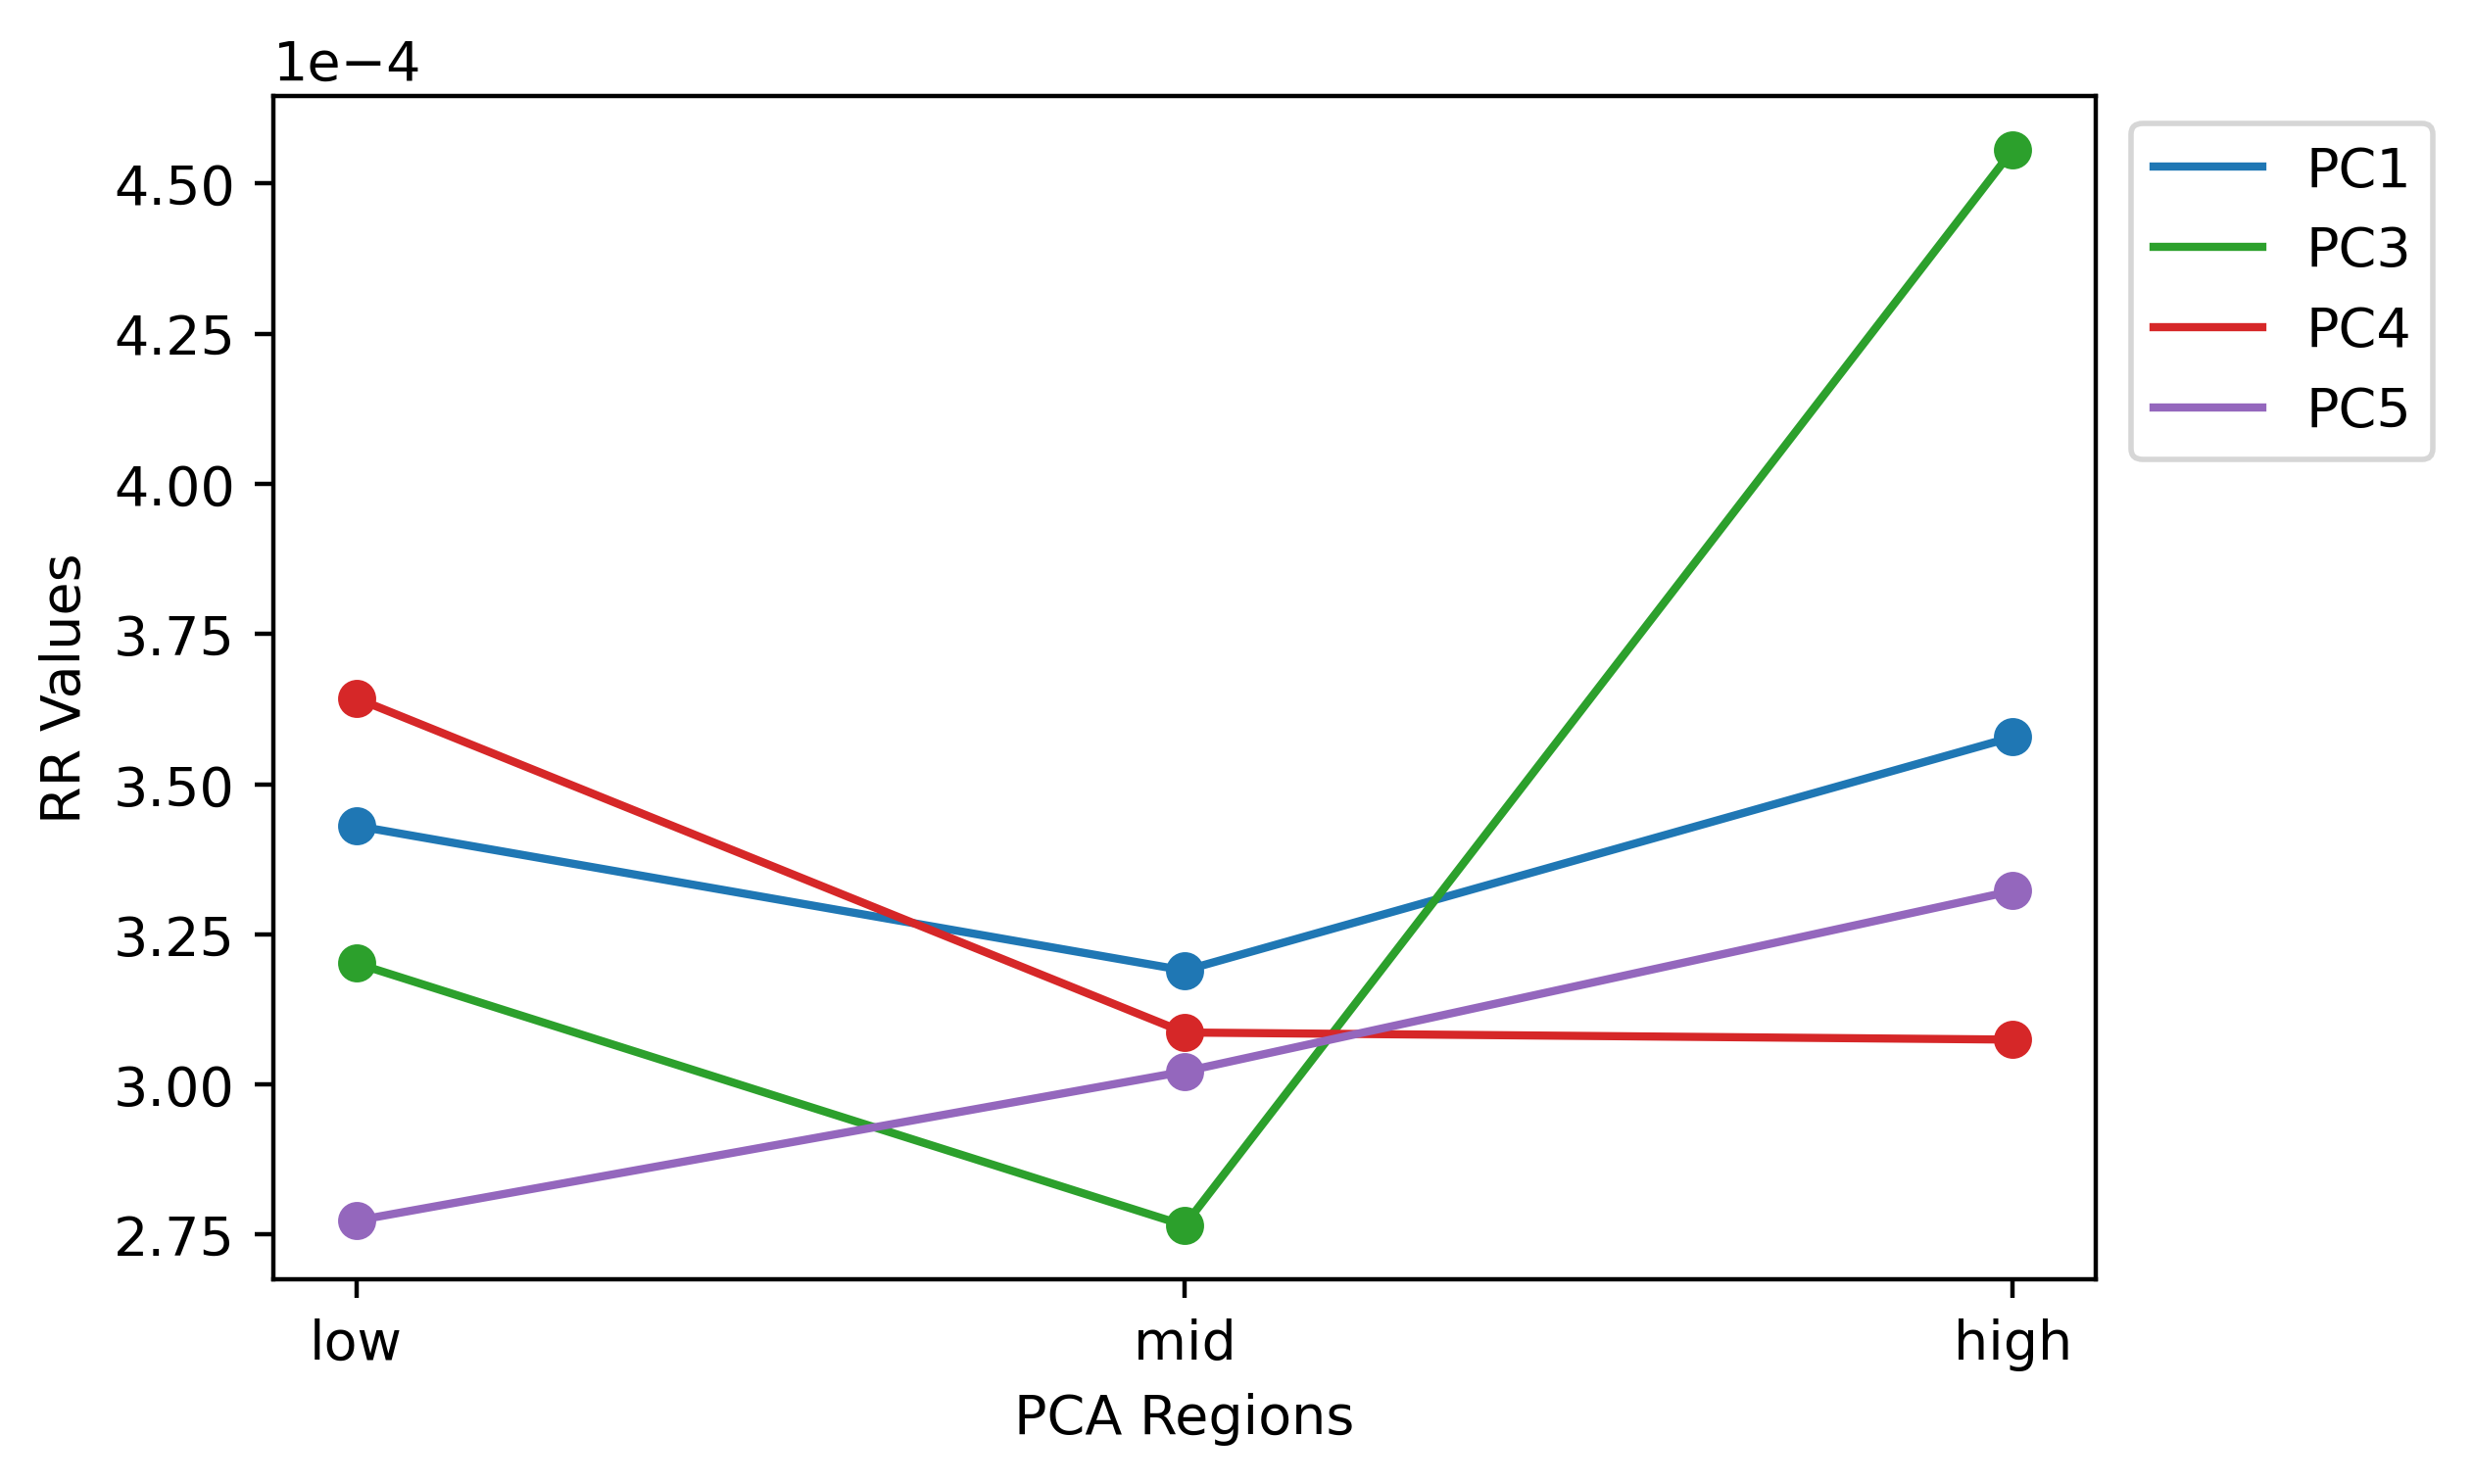 1e−4
4.50
4.25
4.00
3.75
3.50
3.25
3.00
2.75
RR Values
low
mid
high
PCA Regions
PC1
PC3
PC4
PC5